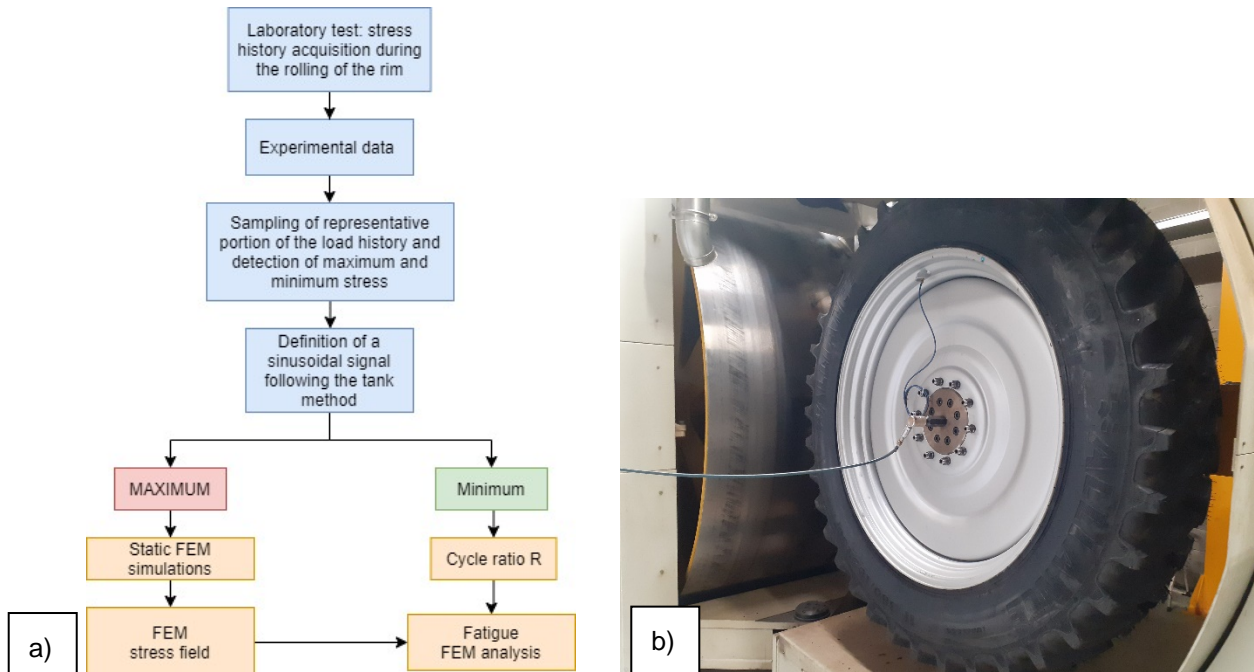 Laboratory test: stress
history acquisition during
the rolling of the rim
Experimental data
Sampling of representative
portion of the load history and
detection of maximum and
minimum stress
Definition of a
sinusoidal signal
following the tank
method
MAXIMUM
Minimum
Static FEM
simulations
Cycle ratio R
FEM
stress field
Fatigue
FEM analysis
a)
b)